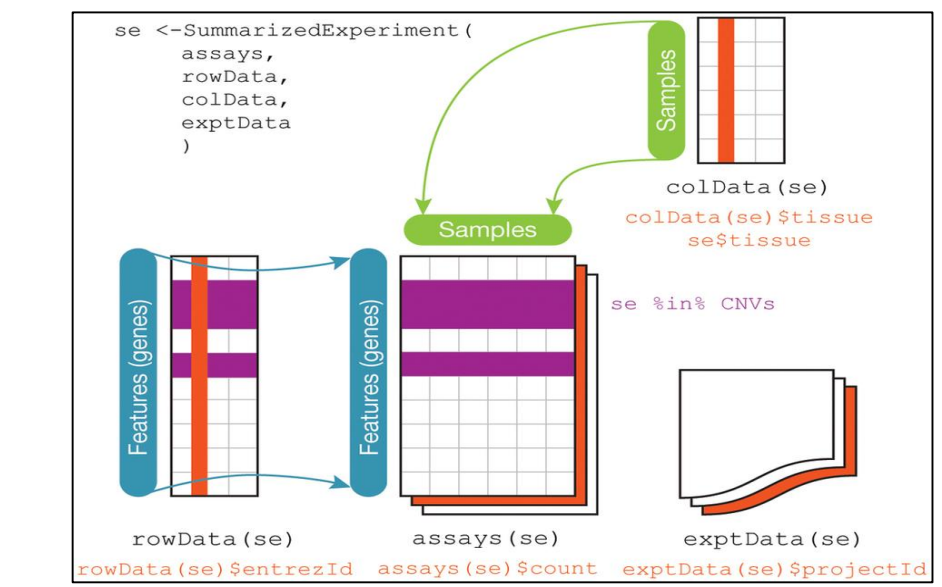 se <-SummarizedExperiment(
assays,
rowData,
colData,
exptData
)
Samples
colData(se)
colData(se)$tissue
se$tissue
Samples
Features (genes)
Features (genes)
se %in% CNVs
rowData(se)
assays(se)
exptData(se)
rowData(se)$entrezId
assays(se)$count
exptData(se)$projectId